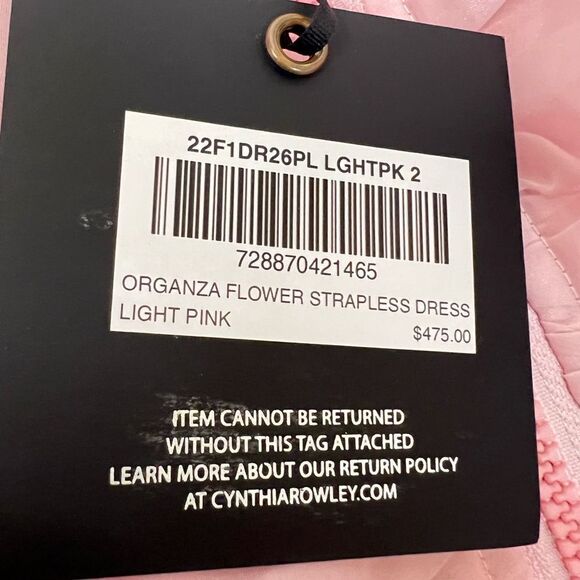 22F1DR26PL LGHTPK 2
728870421465
ORGANZA FLOWER STRAPLESS DRESS
LIGHT PINK $475.00
ITEM CANNOT BE RETURNED
WITHOUT THIS TAG ATTACHED
LEARN MORE ABOUT OUR RETURN POLICY
AT CYNTHIAROWLEY.COM